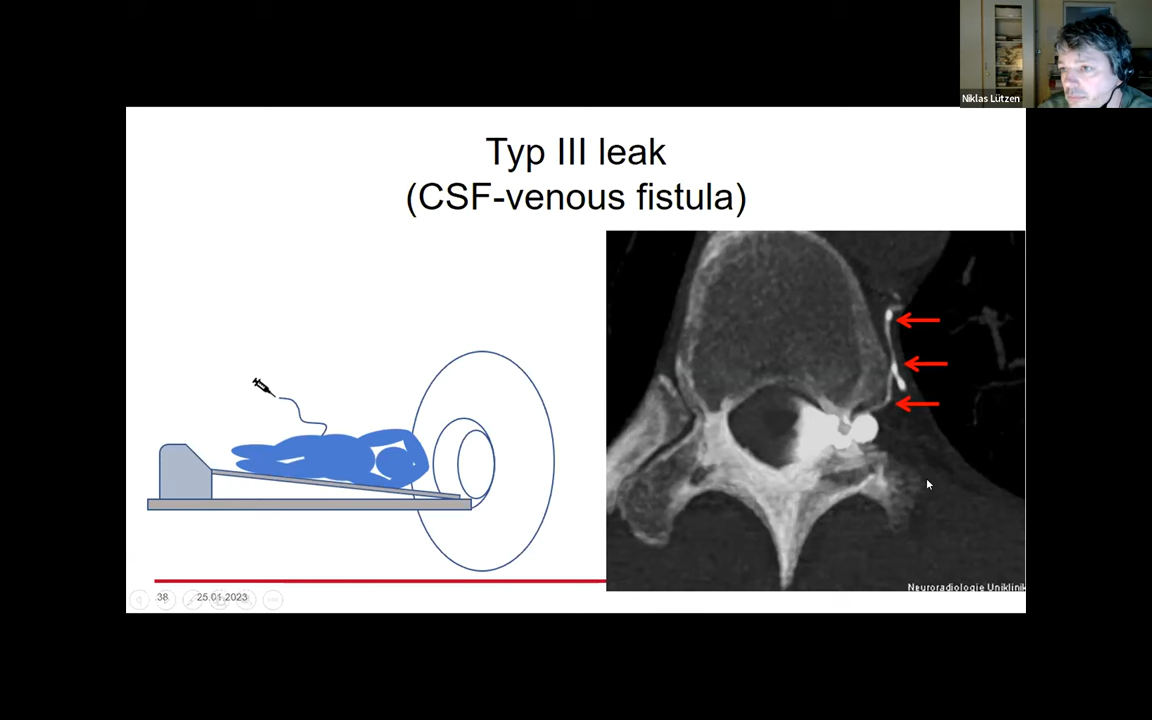 Niklas Lützen
Typ III leak
(CSF-venous fistula)
Neuroradiologie Uniklinik
38
25.01.2023